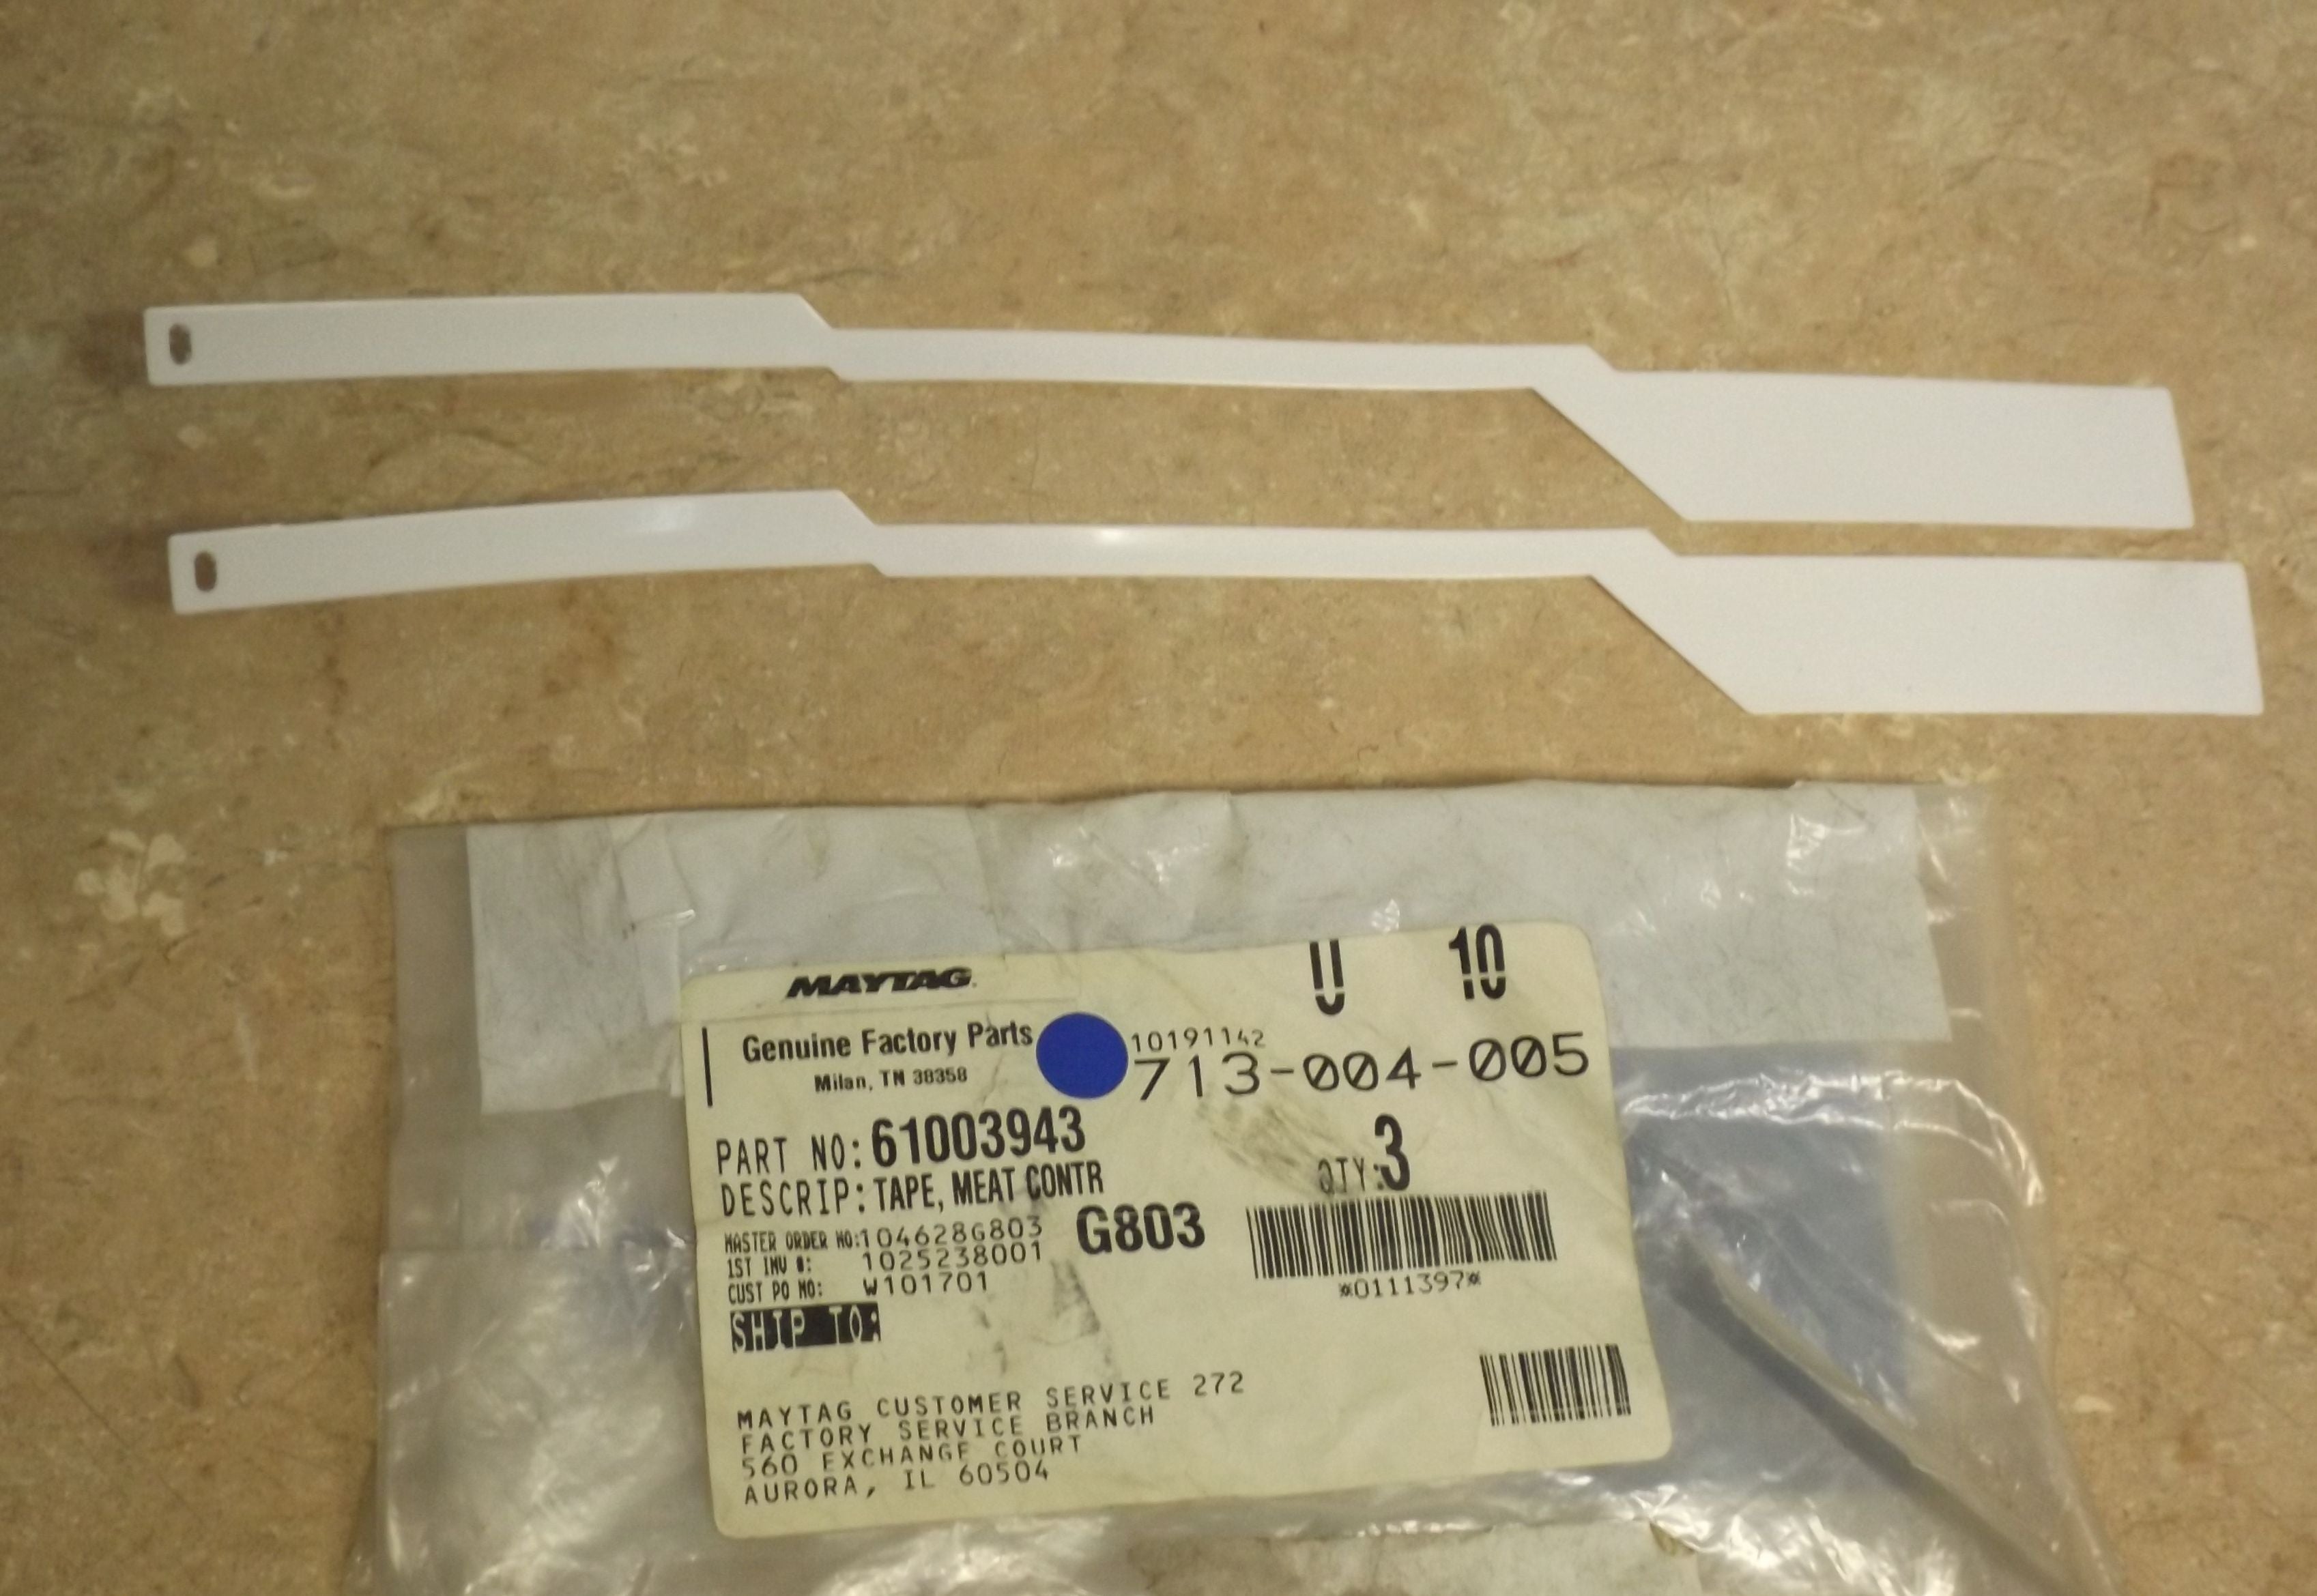 MAYTAG
U 10
Genuine Factory Parts
Milan, TN 38358
10191142
713-004-005
PART NO: 61003943
QTY: 3
DESCRIP: TAPE, MEAT CONTR
MASTER ORDER NO: 104628G803
G803
1ST INV #: 1025238001
CUST PO NO: W101701
*0111397*
SHIP TO:
MAYTAG CUSTOMER SERVICE 272
FACTORY SERVICE BRANCH
560 EXCHANGE COURT
AURORA, IL 60504